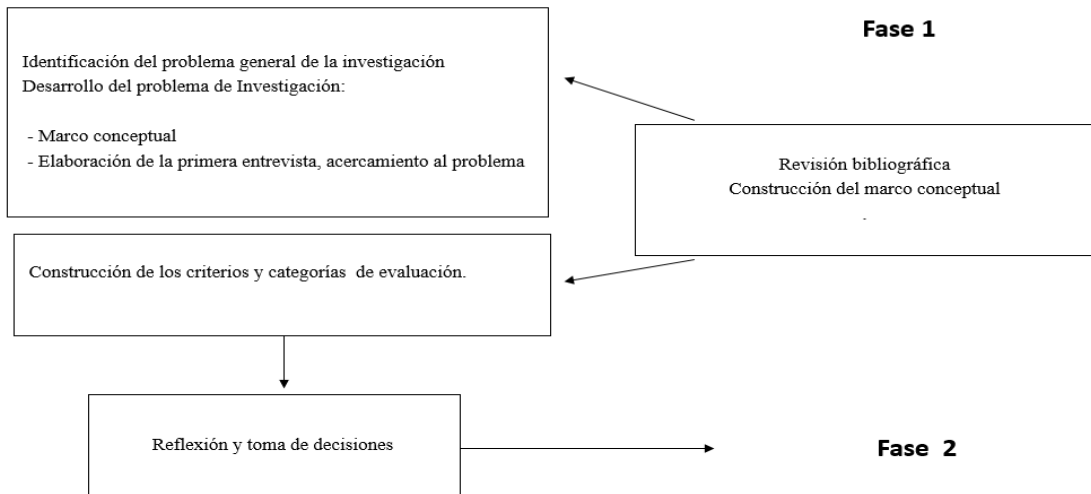 Fase 1
Identificación del problema general de la investigación
Desarrollo del problema de Investigación:
- Marco conceptual
- Elaboración de la primera entrevista, acercamiento al problema
Revisión bibliográfica
Construcción del marco conceptual
.
Construcción de los criterios y categorías de evaluación.
Reflexión y toma de decisiones
Fase 2